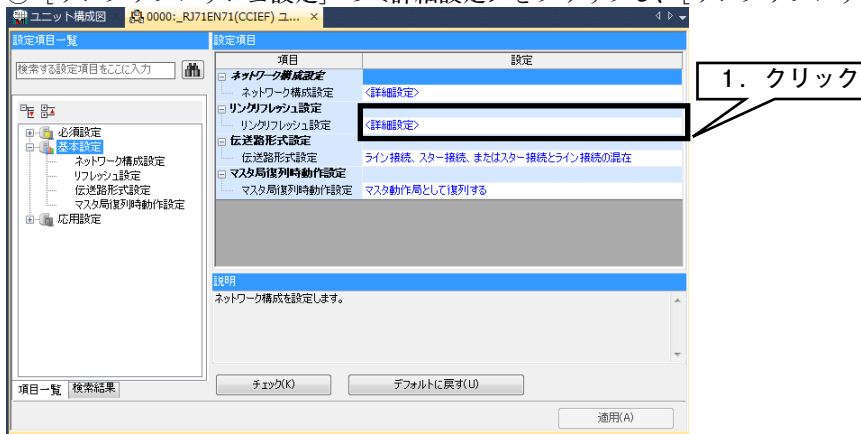 ユニット構成図
0000:_RJ71EN71(CCIEF) ユ... ×
設定項目一覧
検索する設定項目をここに入力
必須設定
基本設定
ネットワーク構成設定
リフレッシュ設定
伝送路形式設定
マスタ局復列時動作設定
応用設定
項目一覧
検索結果
設定項目
項目 設定
ネットワーク構成設定
ネットワーク構成設定 <詳細設定>
リンクリフレッシュ設定
リンクリフレッシュ設定 <詳細設定>
伝送路形式設定
伝送路形式設定 ライン接続、スター接続、またはスター接続とライン接続の混在
マスタ局復列時動作設定
マスタ局復列時動作設定 マスタ動作局として復列する
説明
ネットワーク構成を設定します。
チェック(K)
デフォルトに戻す(U)
適用(A)
1. クリック